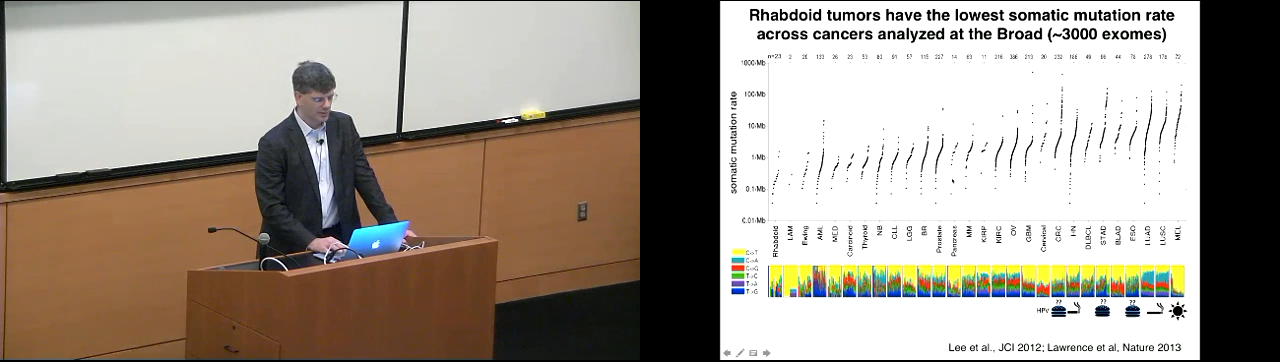 Rhabdoid tumors have the lowest somatic mutation rate
across cancers analyzed at the Broad (~3000 exomes)
somatic mutation rate
1000/Mb
100/Mb
10/Mb
1/Mb
0.1/Mb
0.01/Mb
Rhabdoid
LAM
Ewing
AML
MED
Carcinoid
Thyroid
NB
CLL
LGG
BR
Prostate
Pancreas
MM
KIRP
KIRC
OV
GBM
Cervical
CRC
HN
DLBCL
STAD
BLAD
ESO
LUAD
LUSC
MEL
C->T
C->A
C->G
T->C
T->A
T->G
HPV
??
??
??
Lee et al., JCI 2012; Lawrence et al, Nature 2013